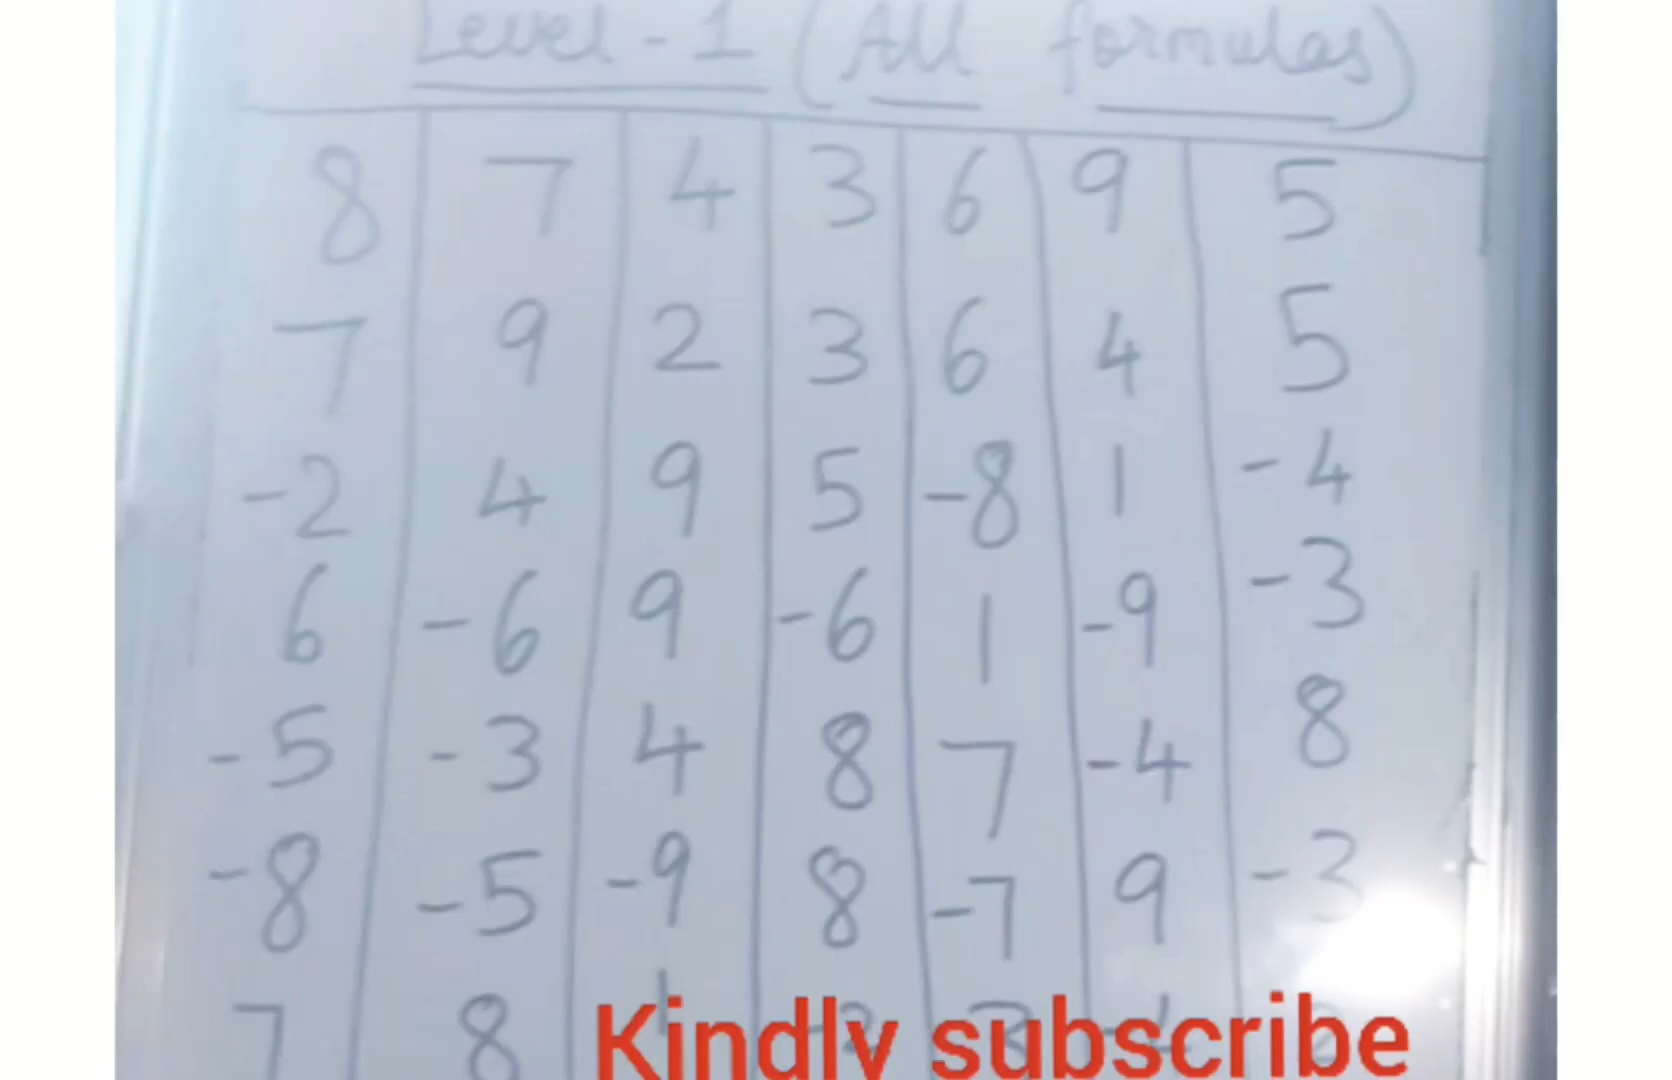 Level - 1 (All formulas)
8 7 4 3 6 9 5
7 9 2 3 6 4 5
-2 4 9 5 -8 1 -4
6 -6 9 -6 1 -9 -3
-5 -3 4 8 7 -4 8
-8 -5 -9 8 -7 9 -3
7 8
Kindly subscribe